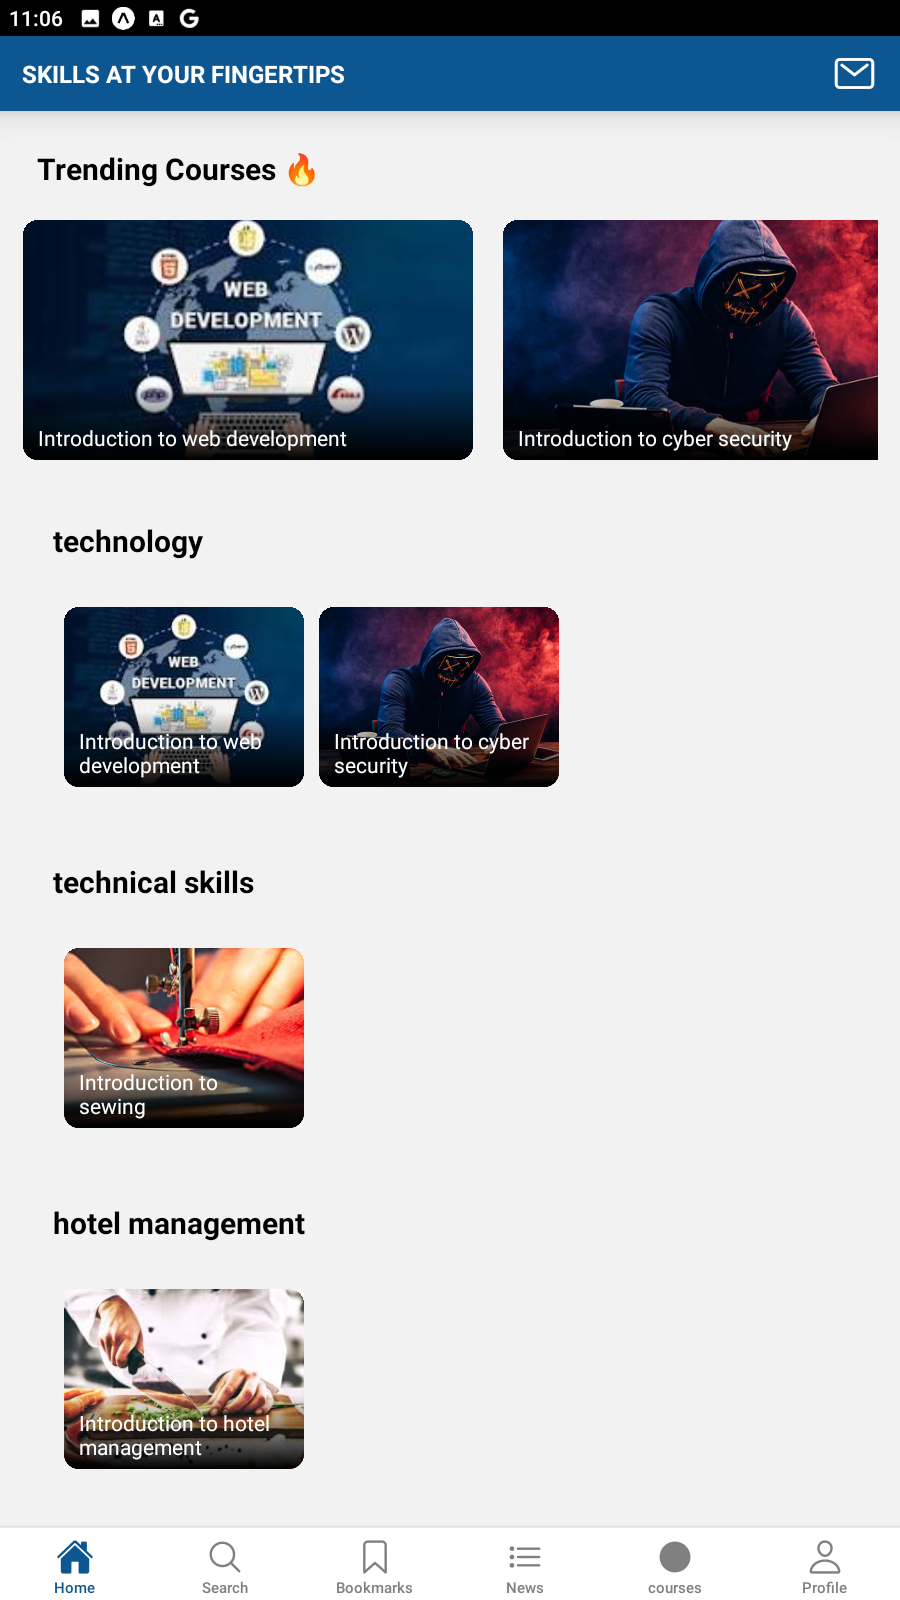 11:06
SKILLS AT YOUR FINGERTIPS
Trending Courses 🔥
WEB
DEVELOPMENT
php
Introduction to web development
Introduction to cyber security
technology
WEB
DEVELOPMENT
Introduction to web
development
Introduction to cyber
security
technical skills
Introduction to
sewing
hotel management
Introduction to hotel
management
Home
Search
Bookmarks
News
courses
Profile